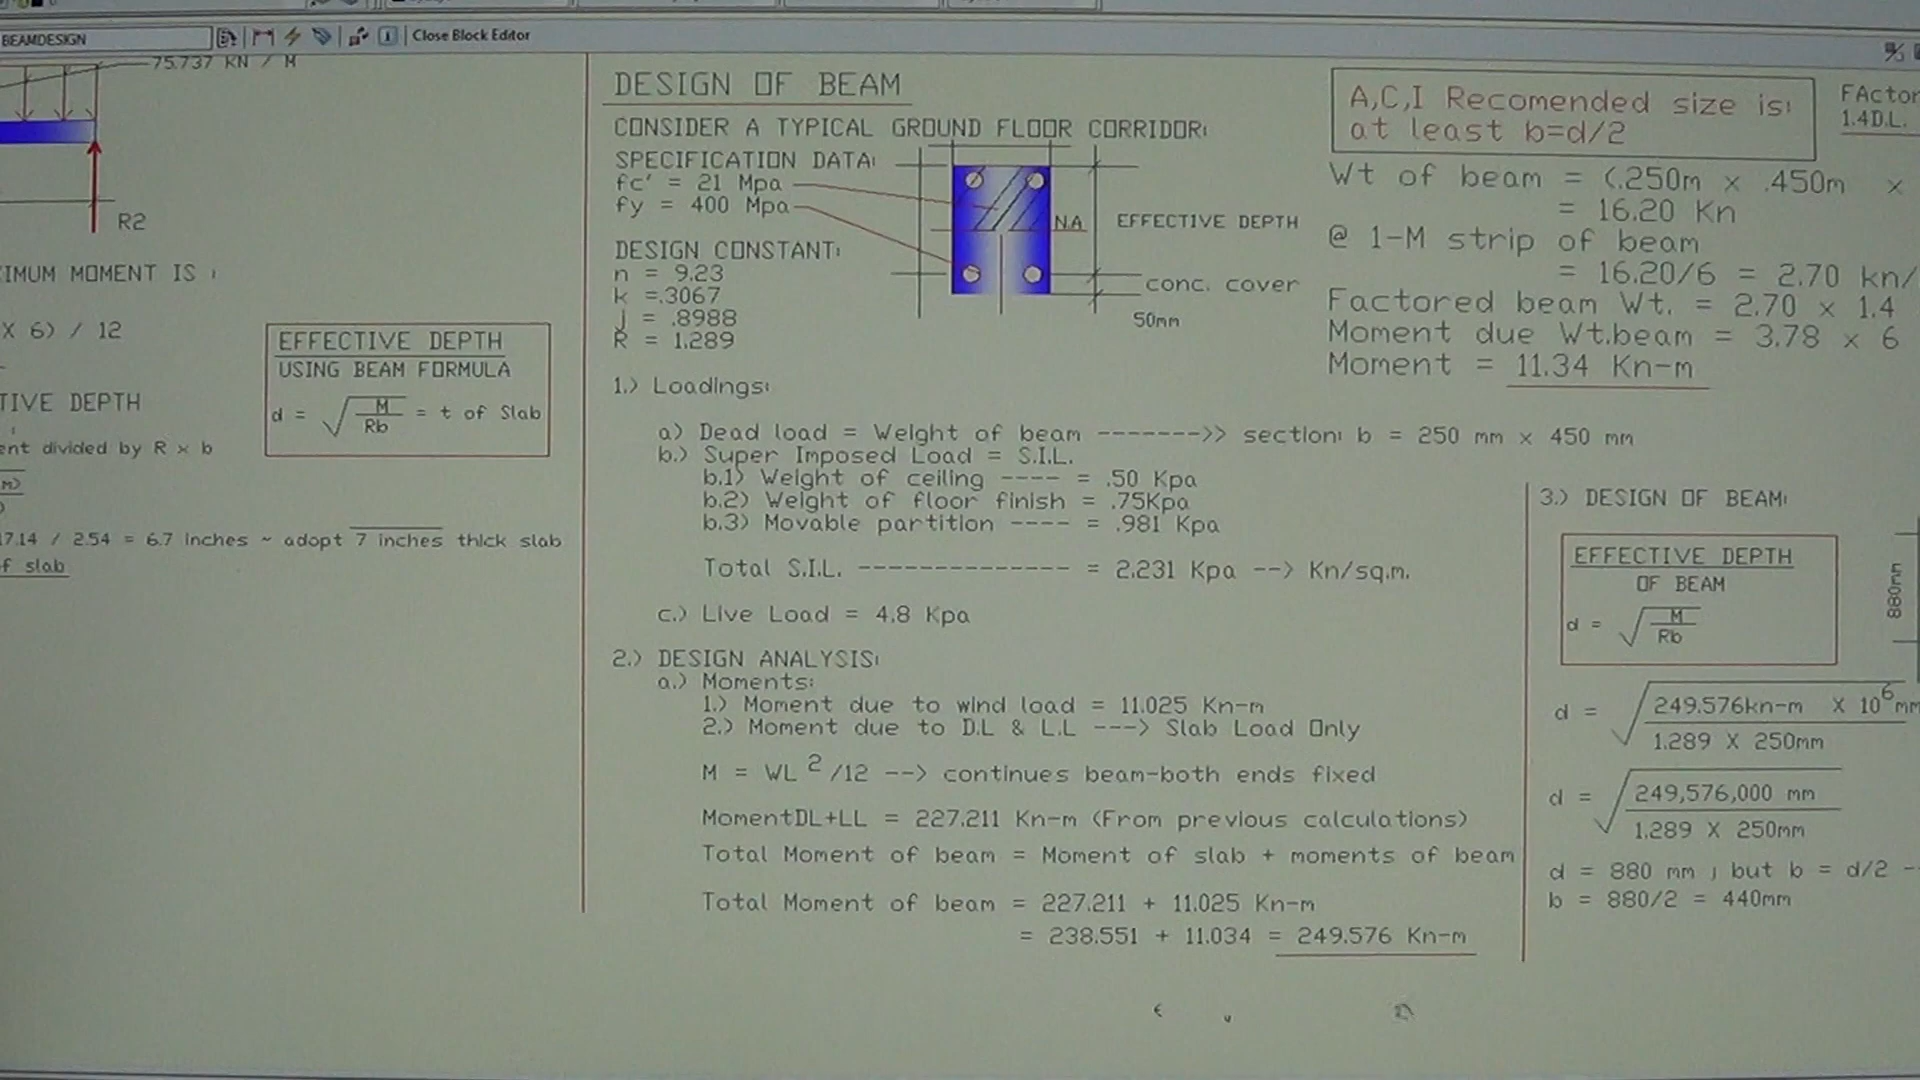 BEAMDESIGN
Close Block Editor
75.737 KN / M
R2
IMUM MOMENT IS :
X 6) / 12
TIVE DEPTH
ent divided by R x b
M)
17.14 / 2.54 = 6.7 inches ~ adopt 7 inches thick slab
f slab
EFFECTIVE DEPTH
USING BEAM FORMULA
d = √ M / Rb = t of Slab
DESIGN OF BEAM
CONSIDER A TYPICAL GROUND FLOOR CORRIDOR:
SPECIFICATION DATA:
fc' = 21 Mpa
fy = 400 Mpa
DESIGN CONSTANT:
n = 9.23
k =.3067
j = .8988
R = 1.289
N.A
EFFECTIVE DEPTH
conc. cover
50mm
1.) Loadings:
a) Dead load = Weight of beam ------->> section: b = 250 mm x 450 mm
b.) Super Imposed Load = S.I.L.
b.1) Weight of ceiling ---- = .50 Kpa
b.2) Weight of floor finish = .75Kpa
b.3) Movable partition ---- = .981 Kpa
Total S.I.L. -------------- = 2.231 Kpa --> Kn/sq.m.
c.) Live Load = 4.8 Kpa
2.) DESIGN ANALYSIS:
a.) Moments:
1.) Moment due to wind load = 11.025 Kn-m
2.) Moment due to D.L & L.L ---> Slab Load Only
M = WL 2 /12 --> continues beam-both ends fixed
MomentDL+LL = 227.211 Kn-m (From previous calculations)
Total Moment of beam = Moment of slab + moments of beam
Total Moment of beam = 227.211 + 11.025 Kn-m
= 238.551 + 11.034 = 249.576 Kn-m
A,C,I Recomended size is:
at least b=d/2
FActor
1.4D.L.
Wt of beam = (.250m x .450m x
= 16.20 Kn
@ 1-M strip of beam
= 16.20/6 = 2.70 kn/
Factored beam Wt. = 2.70 x 1.4
Moment due Wt.beam = 3.78 x 6
Moment = 11.34 Kn-m
3.) DESIGN OF BEAM:
EFFECTIVE DEPTH
OF BEAM
d = √ M / Rb
880mm
d = √ 249.576kn-m X 10 6 mm
1.289 X 250mm
d = √ 249,576,000 mm
1.289 X 250mm
d = 880 mm ; but b = d/2 -
b = 880/2 = 440mm